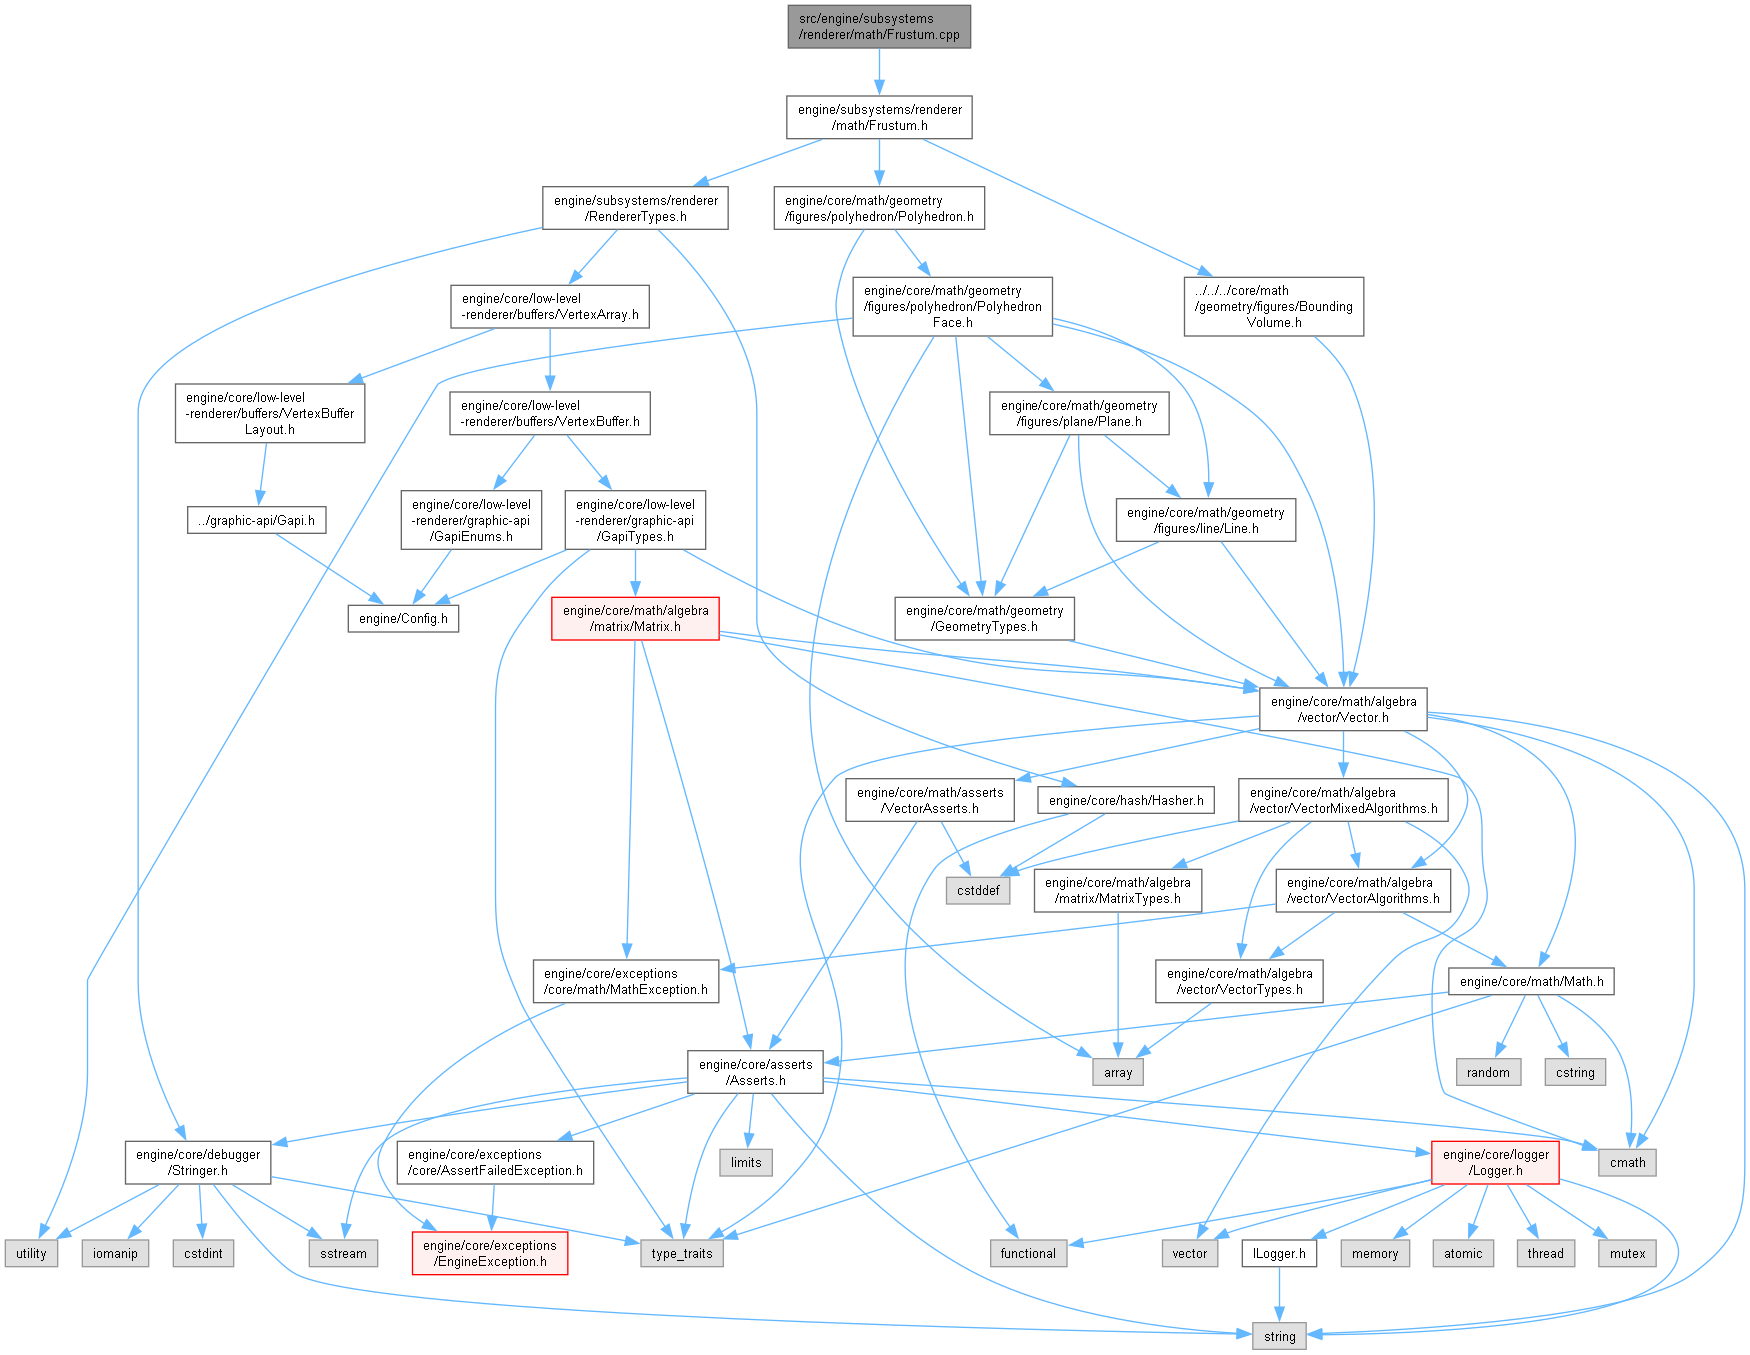 src/engine/subsystems
/renderer/math/Frustum.cpp
engine/subsystems/renderer
/math/Frustum.h
engine/subsystems/renderer
/RendererTypes.h
engine/core/math/geometry
/figures/polyhedron/Polyhedron.h
engine/core/low-level
-renderer/buffers/VertexArray.h
engine/core/math/geometry
/figures/polyhedron/Polyhedron
Face.h
../../../core/math
/geometry/figures/Bounding
Volume.h
engine/core/low-level
-renderer/buffers/VertexBuffer
Layout.h
engine/core/low-level
-renderer/buffers/VertexBuffer.h
engine/core/math/geometry
/figures/plane/Plane.h
../graphic-api/Gapi.h
engine/core/low-level
-renderer/graphic-api
/GapiEnums.h
engine/core/low-level
-renderer/graphic-api
/GapiTypes.h
engine/core/math/geometry
/figures/line/Line.h
engine/Config.h
engine/core/math/algebra
/matrix/Matrix.h
engine/core/math/geometry
/GeometryTypes.h
engine/core/math/algebra
/vector/Vector.h
engine/core/math/asserts
/VectorAsserts.h
engine/core/hash/Hasher.h
engine/core/math/algebra
/vector/VectorMixedAlgorithms.h
cstddef
engine/core/math/algebra
/matrix/MatrixTypes.h
engine/core/math/algebra
/vector/VectorAlgorithms.h
engine/core/exceptions
/core/math/MathException.h
engine/core/math/algebra
/vector/VectorTypes.h
engine/core/math/Math.h
engine/core/asserts
/Asserts.h
array
random
cstring
engine/core/debugger
/Stringer.h
engine/core/exceptions
/core/AssertFailedException.h
limits
engine/core/logger
/Logger.h
cmath
utility
iomanip
cstdint
sstream
engine/core/exceptions
/EngineException.h
type_traits
functional
vector
ILogger.h
memory
atomic
thread
mutex
string